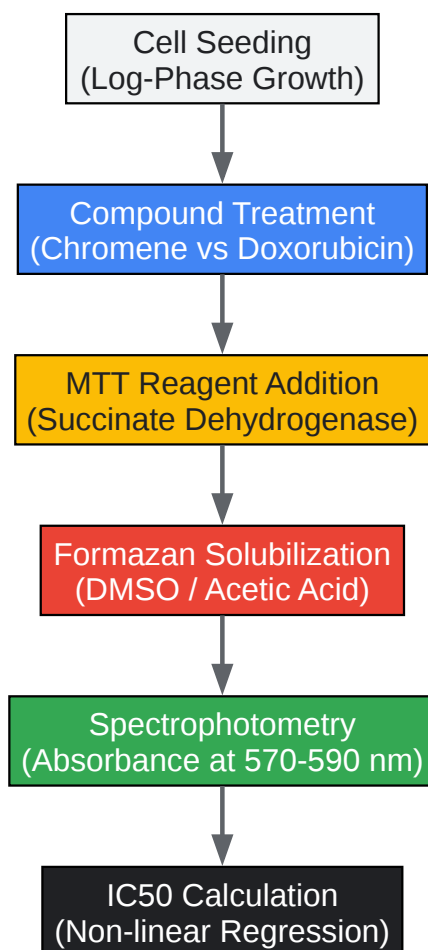 Cell Seeding
(Log-Phase Growth)
Compound Treatment
(Chromene vs Doxorubicin)
MTT Reagent Addition
(Succinate Dehydrogenase)
Formazan Solubilization
(DMSO / Acetic Acid)
Spectrophotometry
(Absorbance at 570-590 nm)
IC50 Calculation
(Non-linear Regression)